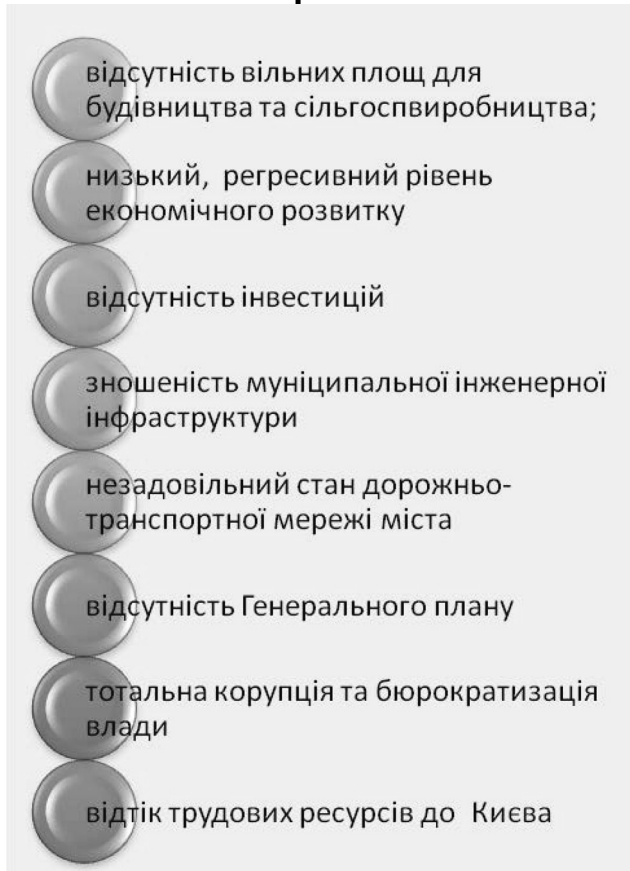 відсутність вільних площ для
будівництва та сільгоспвиробництва;
низький, регресивний рівень
економічного розвитку
відсутність інвестицій
зношеність муніципальної інженерної
інфраструктури
незадовільний стан дорожньо-
транспортної мережі міста
відсутність Генерального плану
тотальна корупція та бюрократизація
влади
відтік трудових ресурсів до Києва